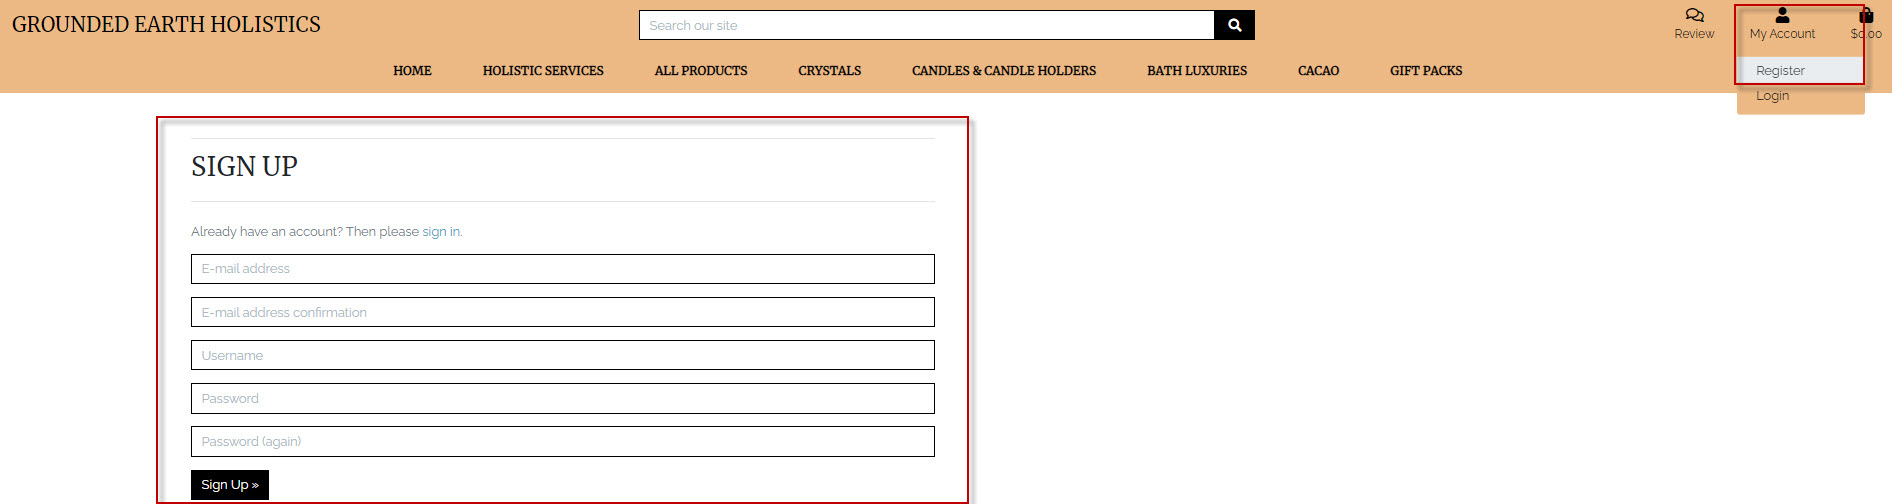 GROUNDED EARTH HOLISTICS
Search our site
Review
My Account
$0.00
HOME HOLISTIC SERVICES ALL PRODUCTS CRYSTALS CANDLES & CANDLE HOLDERS BATH LUXURIES CACAO GIFT PACKS
Register
Login
SIGN UP
Already have an account? Then please sign in.
E-mail address
E-mail address confirmation
Username
Password
Password (again)
Sign Up »